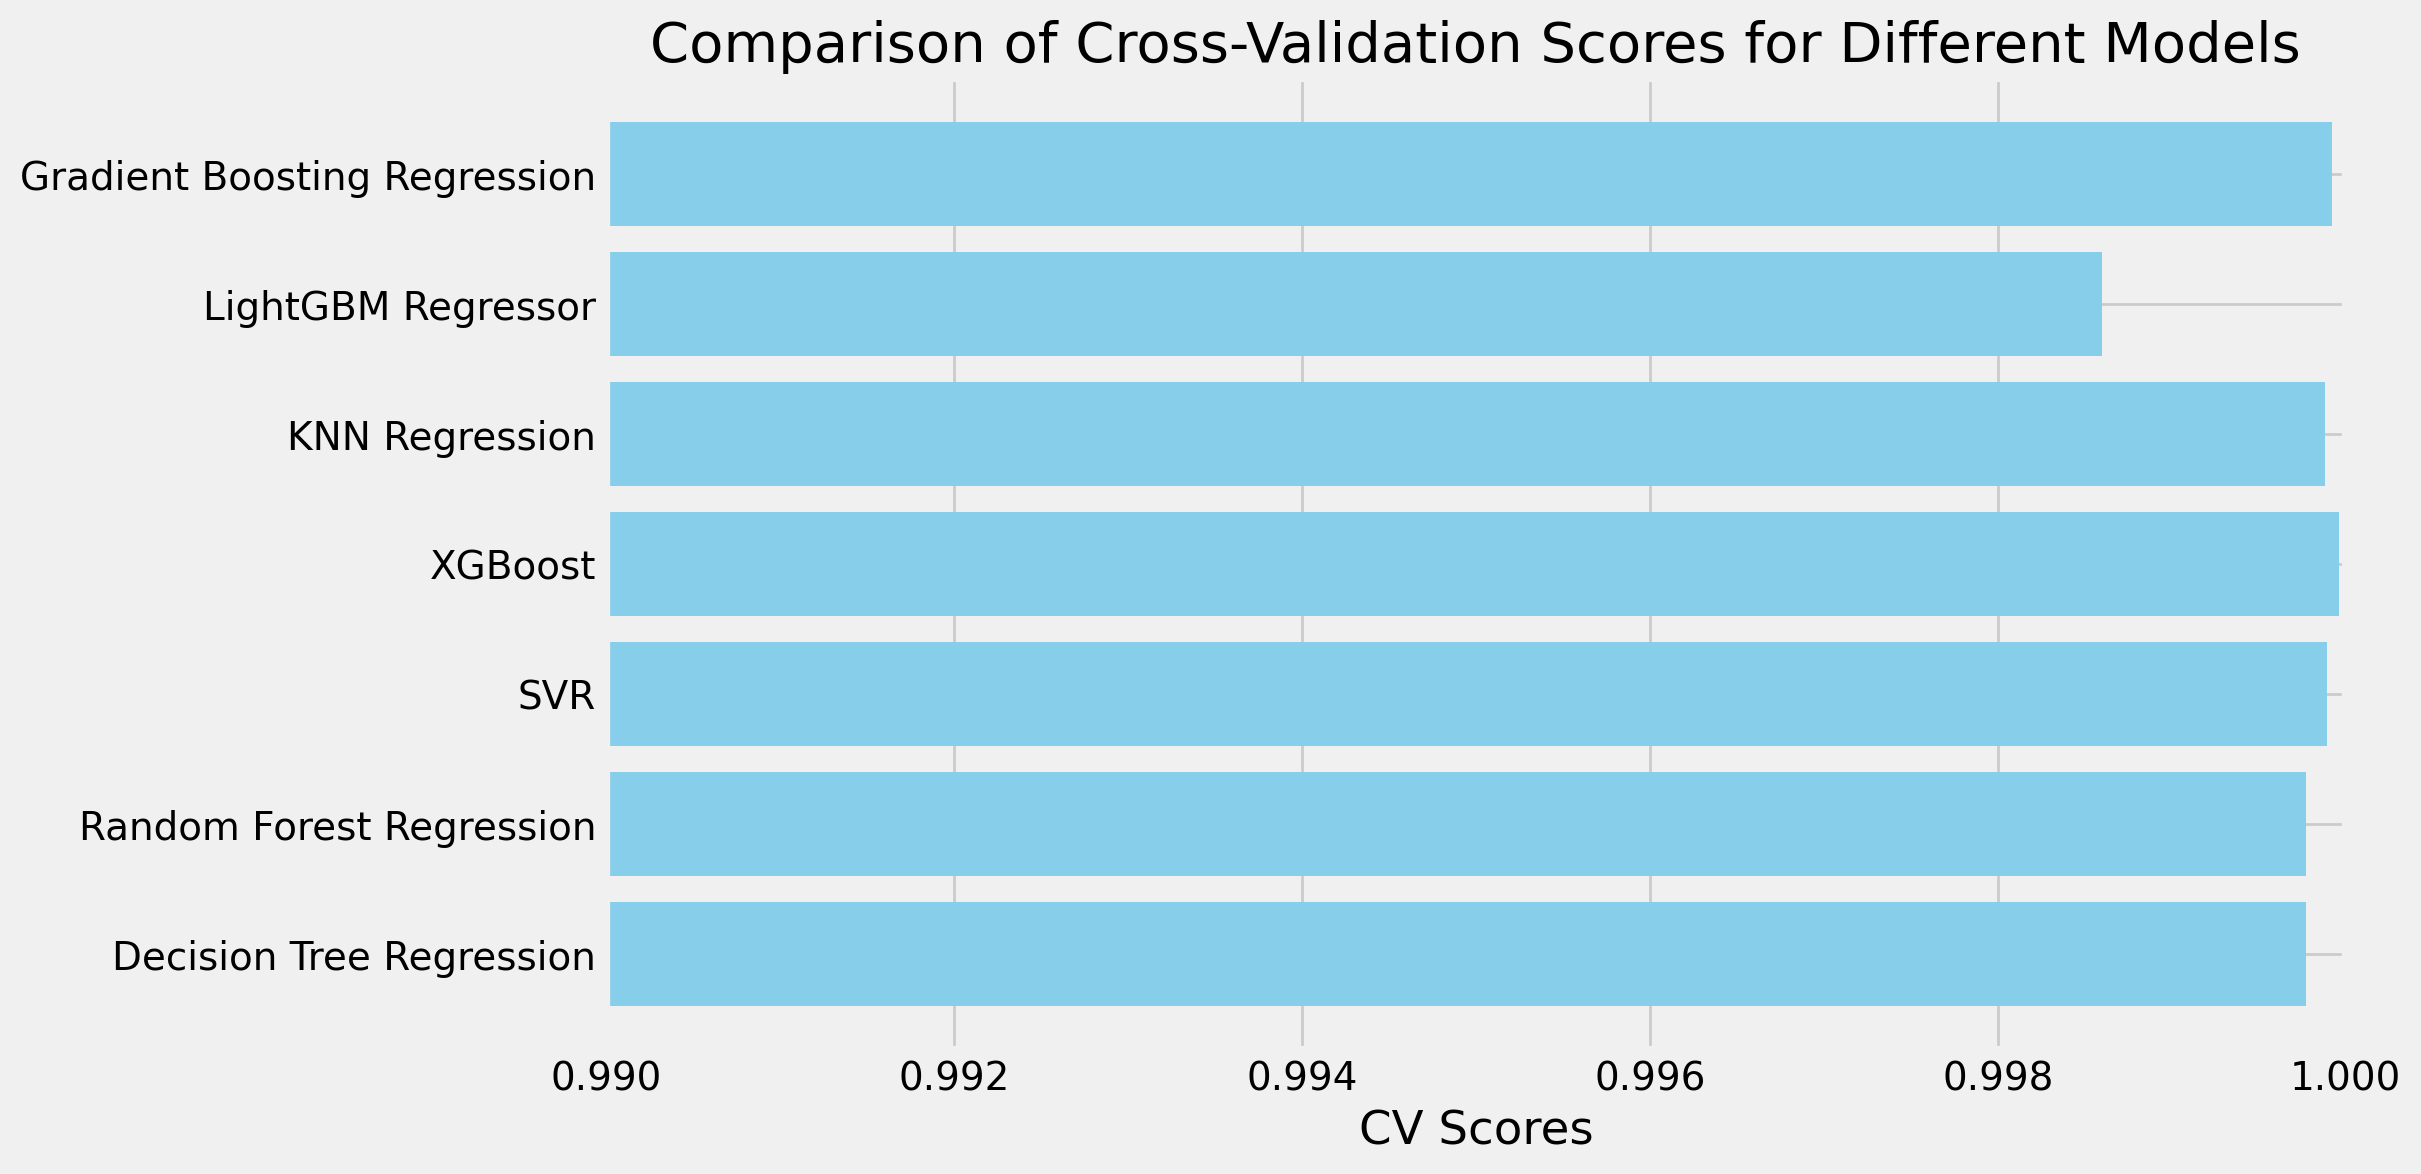 Comparison of Cross-Validation Scores for Different Models
Gradient Boosting Regression
LightGBM Regressor
KNN Regression
XGBoost
SVR
Random Forest Regression
Decision Tree Regression
0.990 0.992 0.994 0.996 0.998 1.000
CV Scores